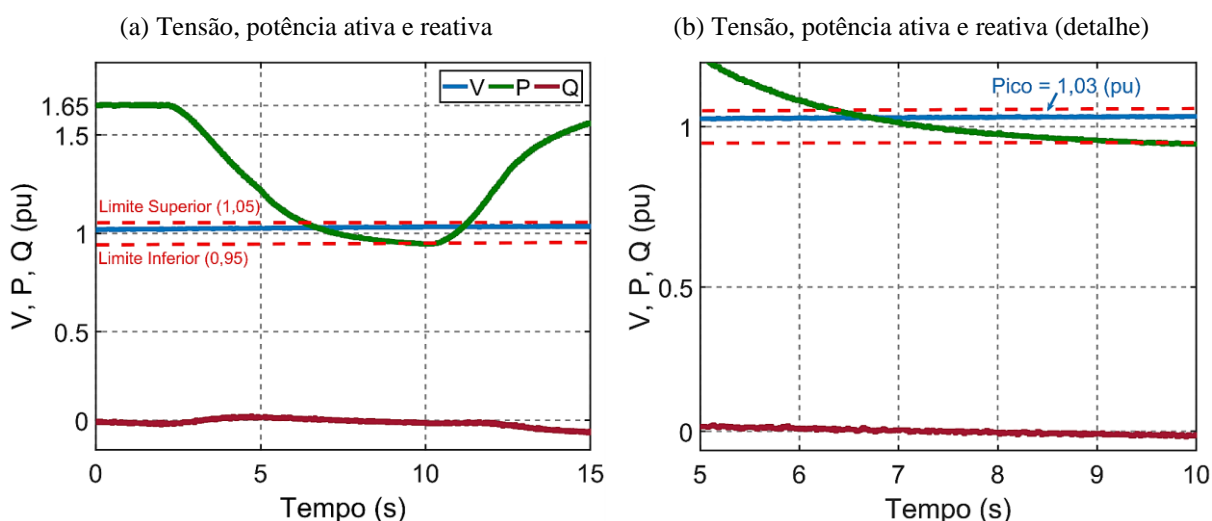 (a) Tensão, potência ativa e reativa
V P Q
1.65
1.5
1
0.5
0
Limite Superior (1,05)
Limite Inferior (0,95)
V, P, Q (pu)
0 5 10 15
Tempo (s)
(b) Tensão, potência ativa e reativa (detalhe)
Pico = 1,03 (pu)
1
0.5
0
V, P, Q (pu)
5 6 7 8 9 10
Tempo (s)